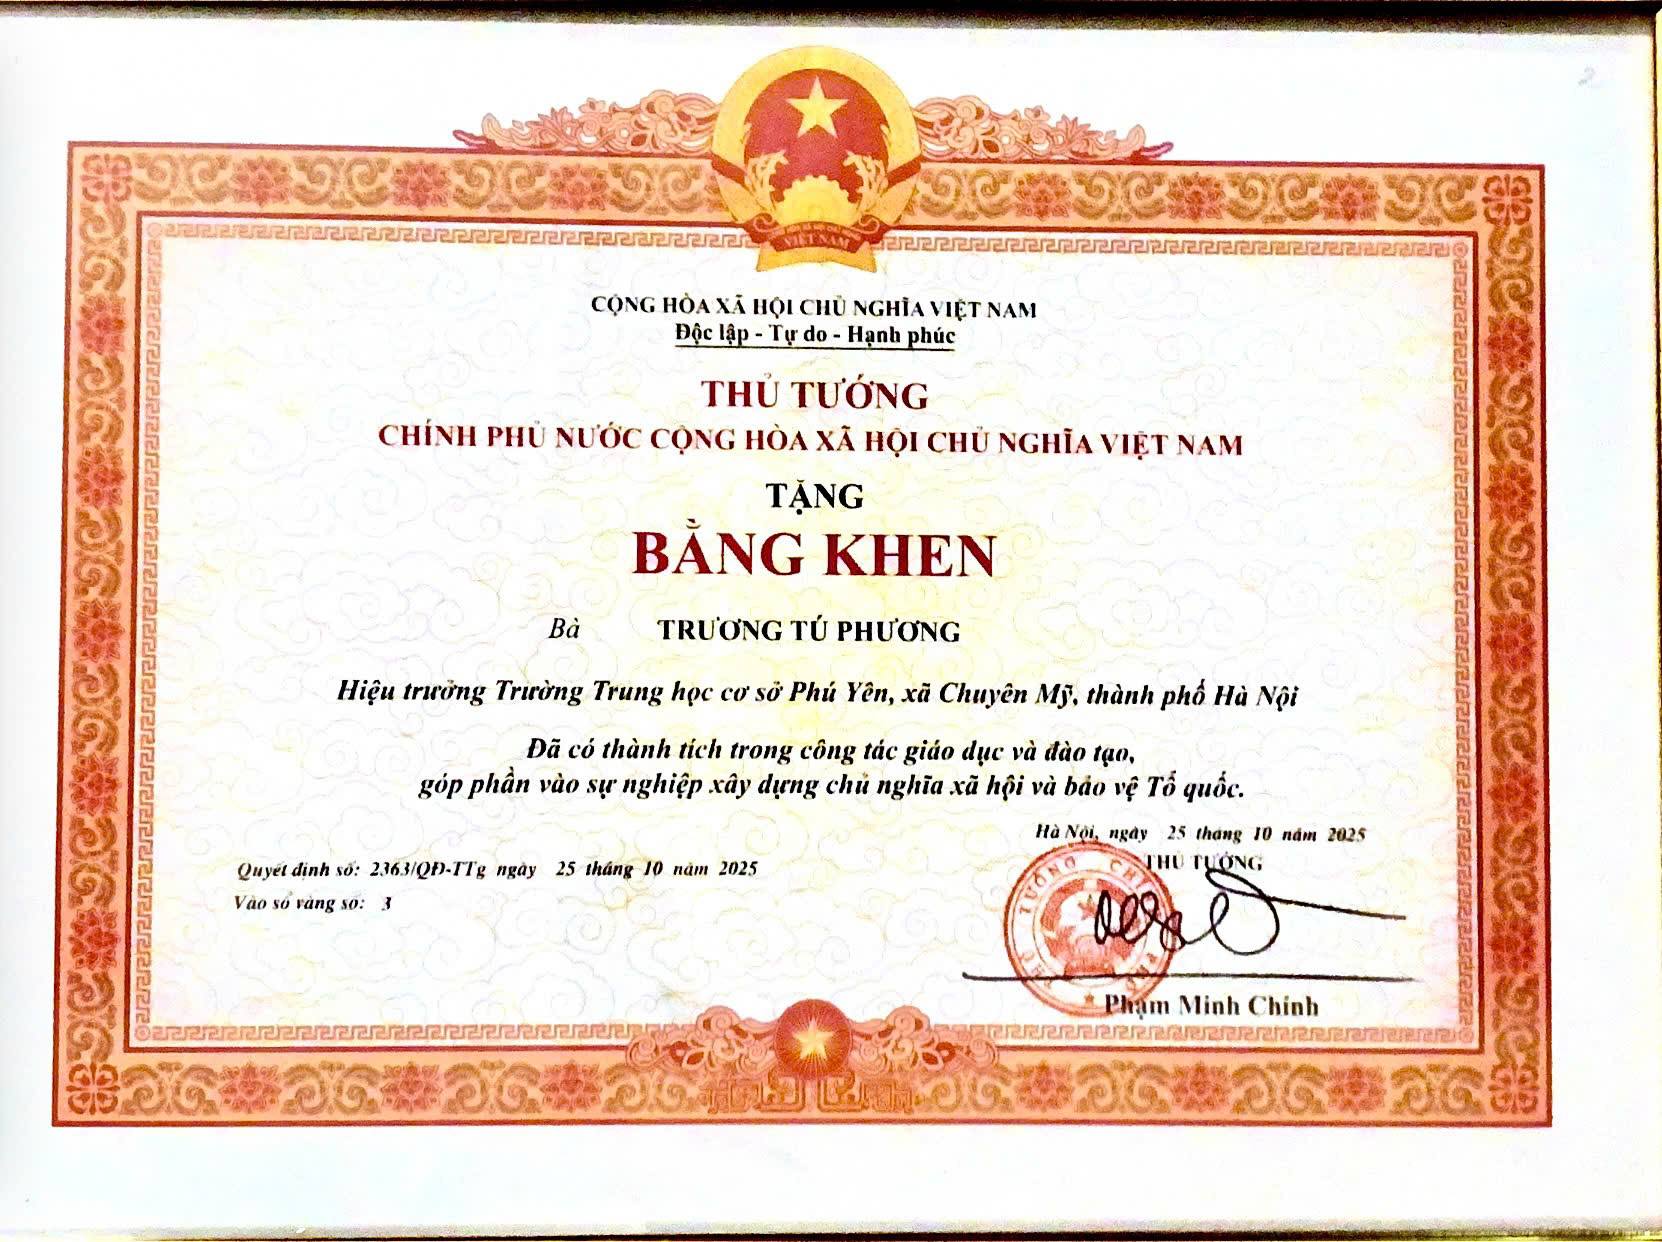 VIỆT NAM
CỘNG HÒA XÃ HỘI CHỦ NGHĨA VIỆT NAM
Độc lập - Tự do - Hạnh phúc
THỦ TƯỚNG
CHÍNH PHỦ NƯỚC CỘNG HÒA XÃ HỘI CHỦ NGHĨA VIỆT NAM
TẶNG
BẰNG KHEN
Bà TRƯƠNG TÚ PHƯƠNG
Hiệu trưởng Trường Trung học cơ sở Phú Yên, xã Chuyên Mỹ, thành phố Hà Nội
Đã có thành tích trong công tác giáo dục và đào tạo,
góp phần vào sự nghiệp xây dựng chủ nghĩa xã hội và bảo vệ Tổ quốc.
Hà Nội, ngày 25 tháng 10 năm 2025
THỦ TƯỚNG
Quyết định số: 2363/QĐ-TTg ngày 25 tháng 10 năm 2025
Vào sổ vàng số: 3
Phạm Minh Chính
2